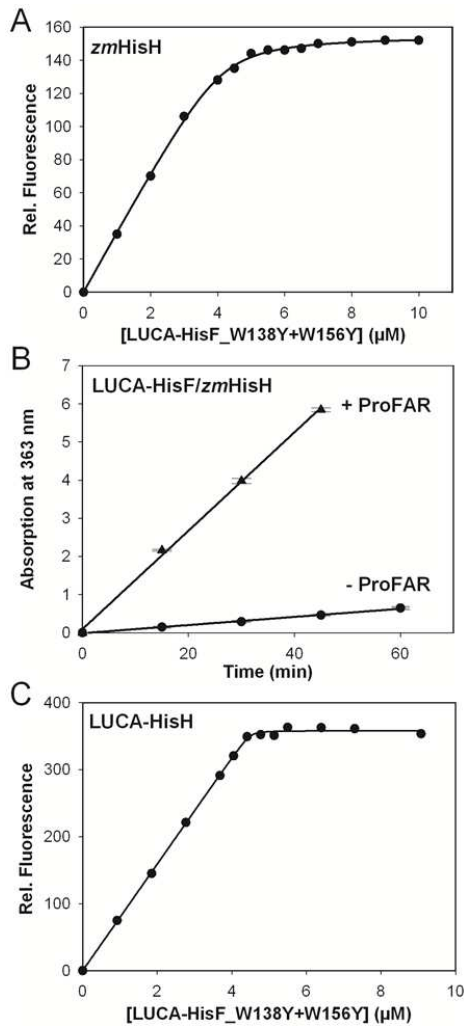 A
zmHisH
160
140
120
100
80
60
40
20
0
Rel. Fluorescence
0 2 4 6 8 10
[LUCA-HisF_W138Y+W156Y] (µM)
B
LUCA-HisF/zmHisH
7
6
5
4
3
2
1
0
Absorption at 363 nm
+ ProFAR
- ProFAR
0 20 40 60
Time (min)
C
LUCA-HisH
400
300
200
100
0
Rel. Fluorescence
0 2 4 6 8 10
[LUCA-HisF_W138Y+W156Y] (µM)